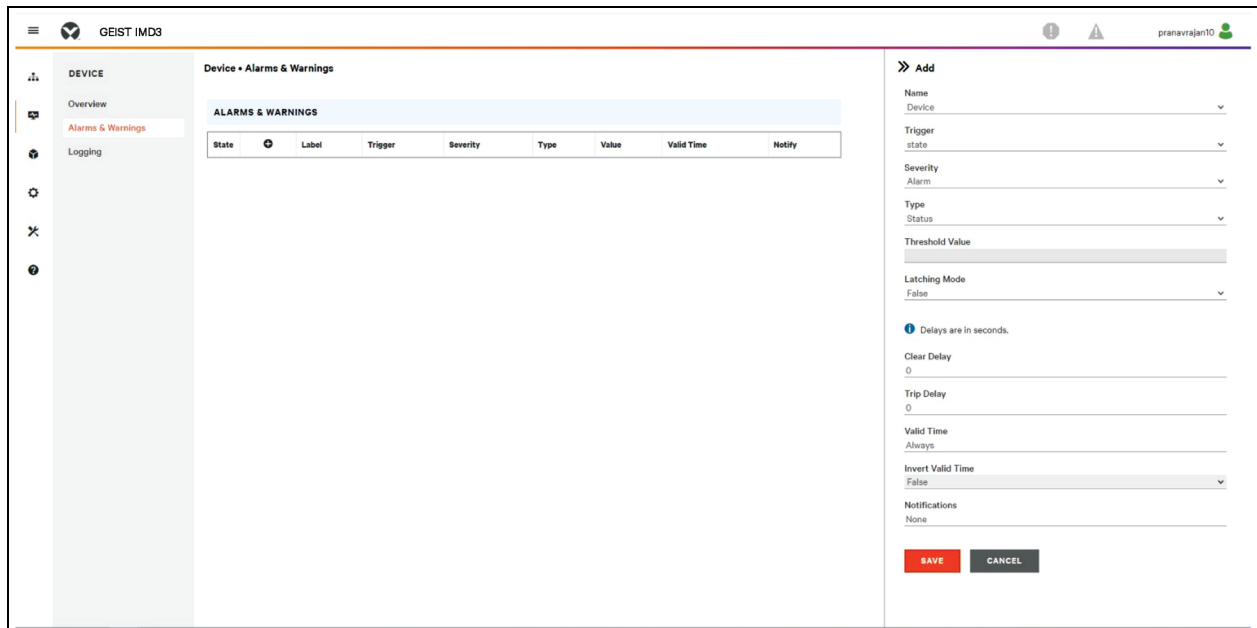 GEIST IMD3
pranavrajan10
DEVICE
Overview
Alarms & Warnings
Logging
Device • Alarms & Warnings
ALARMS & WARNINGS
State Label Trigger Severity Type Value Valid Time Notify
Add
Name
Device
Trigger
state
Severity
Alarm
Type
Status
Threshold Value
Latching Mode
False
Delays are in seconds.
Clear Delay
0
Trip Delay
0
Valid Time
Always
Invert Valid Time
False
Notifications
None
SAVE CANCEL